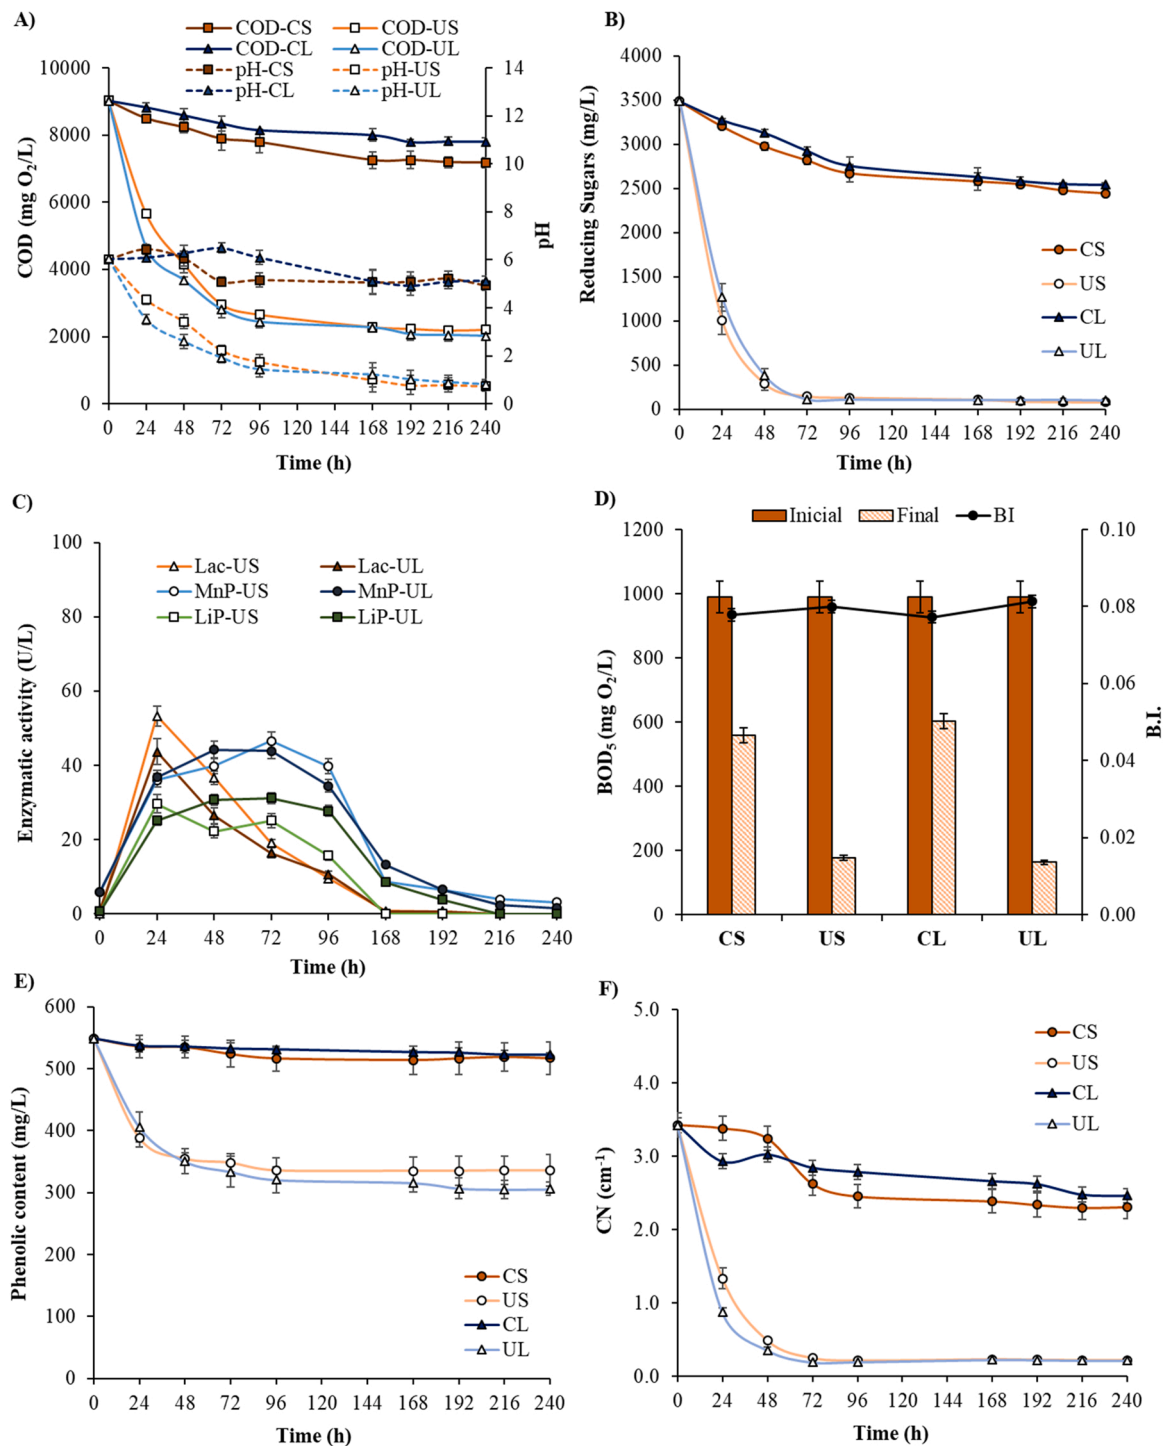 A)
COD-CS COD-US
COD-CL COD-UL
pH-CS pH-US
pH-CL pH-UL
10000
8000
6000
4000
2000
0
COD (mg O₂/L)
14
12
10
8
6
4
2
0
pH
0 24 48 72 96 120 144 168 192 216 240
Time (h)
B)
4000
3500
3000
2500
2000
1500
1000
500
0
Reducing Sugars (mg/L)
CS
US
CL
UL
0 24 48 72 96 120 144 168 192 216 240
Time (h)
C)
100
80
60
40
20
0
Enzymatic activity (U/L)
Lac-US Lac-UL
MnP-US MnP-UL
LiP-US LiP-UL
0 24 48 72 96 168 192 216 240
Time (h)
D)
Inicial Final BI
1200
1000
800
600
400
200
0
BOD₅ (mg O₂/L)
0.10
0.08
0.06
0.04
0.02
0.00
B.I.
CS US CL UL
E)
600
500
400
300
200
100
0
Phenolic content (mg/L)
CS
US
CL
UL
0 24 48 72 96 120 144 168 192 216 240
Time (h)
F)
5.0
4.0
3.0
2.0
1.0
0.0
CN (cm⁻¹)
CS
US
CL
UL
0 24 48 72 96 120 144 168 192 216 240
Time (h)